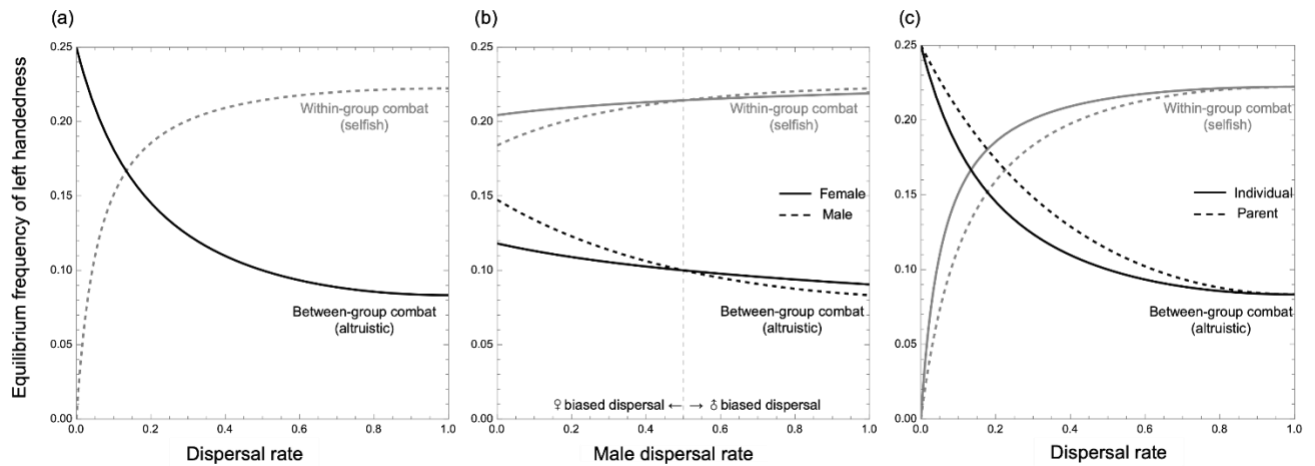 (a)
(b)
(c)
Equilibrium frequency of left handedness
0.25
0.20
0.15
0.10
0.05
0.00
Within-group combat
(selfish)
Between-group combat
(altruistic)
0.0 0.2 0.4 0.6 0.8 1.0
Dispersal rate
0.25
0.20
0.15
0.10
0.05
0.00
Within-group combat
(selfish)
Female
Male
Between-group combat
(altruistic)
♀ biased dispersal ← → ♂ biased dispersal
0.0 0.2 0.4 0.6 0.8 1.0
Male dispersal rate
0.25
0.20
0.15
0.10
0.05
0.00
Within-group combat
(selfish)
Individual
Parent
Between-group combat
(altruistic)
0.0 0.2 0.4 0.6 0.8 1.0
Dispersal rate